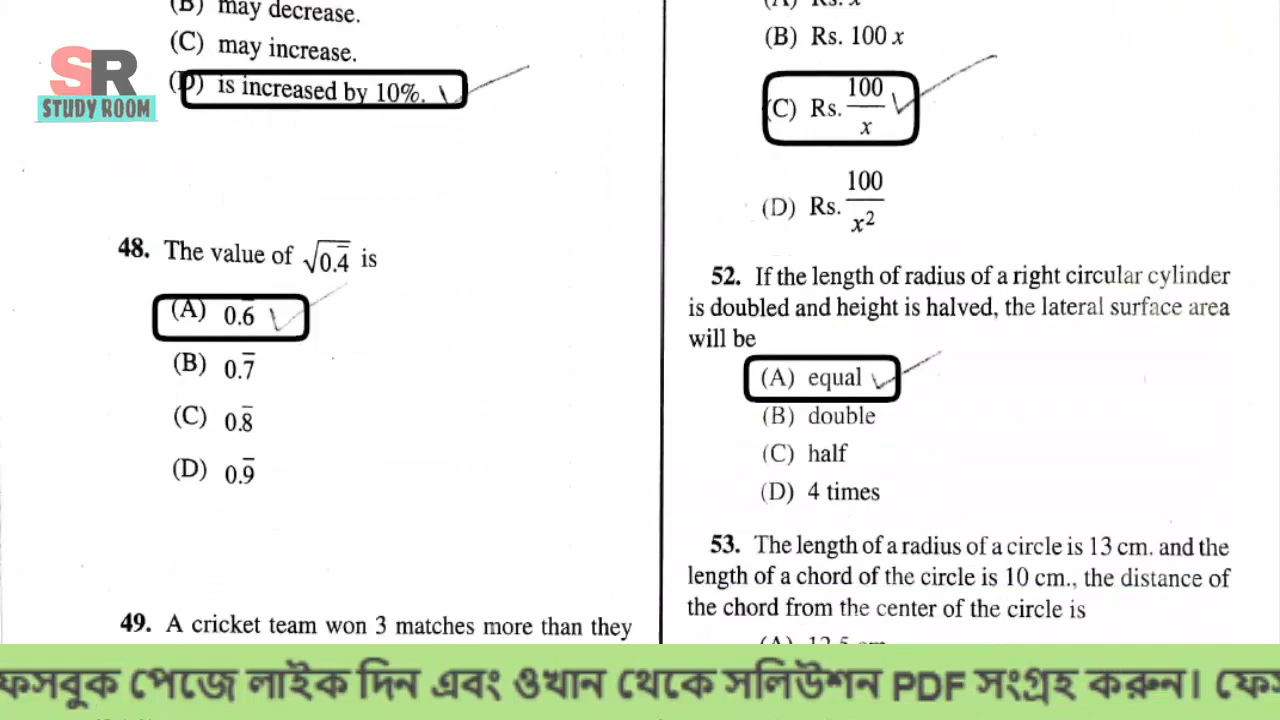 SR
STUDY ROOM
(B) may decrease.
(C) may increase.
(D) is increased by 10%.
48. The value of √0.4̅ is
(A) 0.6̅
(B) 0.7̅
(C) 0.8̅
(D) 0.9̅
49. A cricket team won 3 matches more than they
(A) Rs. x
(B) Rs. 100 x
(C) Rs. 100/x
(D) Rs. 100/x²
52. If the length of radius of a right circular cylinder
is doubled and height is halved, the lateral surface area
will be
(A) equal
(B) double
(C) half
(D) 4 times
53. The length of a radius of a circle is 13 cm. and the
length of a chord of the circle is 10 cm., the distance of
the chord from the center of the circle is
(A) 12.5 cm
ফেসবুক পেজে লাইক দিন এবং ওখান থেকে সলিউশন PDF সংগ্রহ করুন। ফেস